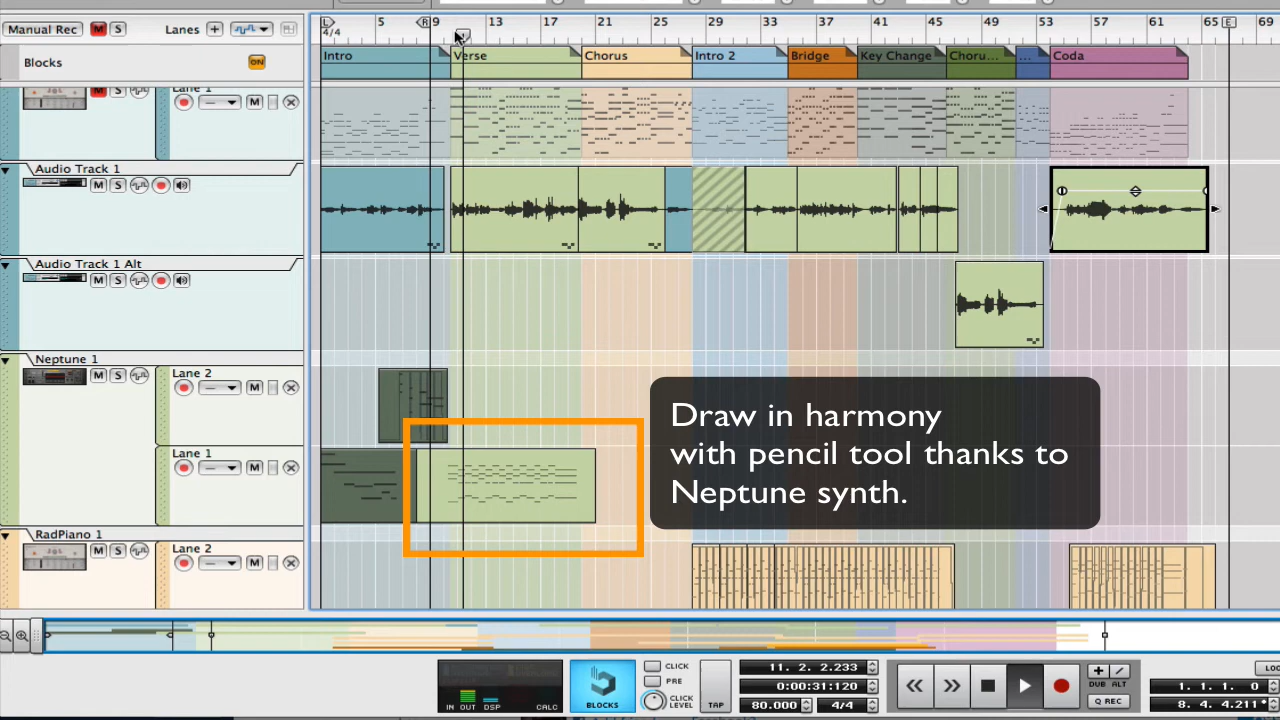 Manual Rec M S Lanes
5 9 13 17 21 25 29 33 37 41 45 49 53 57 61 65 69
L R E
4/4
Blocks ON
Intro Verse Chorus Intro 2 Bridge Key Change Choru... ... Coda
Lane 1
M S M
Audio Track 1
M S
Audio Track 1 Alt
M S
Neptune 1
M S Lane 2
M
Lane 1
M
Draw in harmony
with pencil tool thanks to
Neptune synth.
RadPiano 1
M S Lane 2
M
CLICK
PRE
CLICK
LEVEL
TAP
IN OUT DSP CALC
BLOCKS
11. 2. 2.233
0:00:31:120
80.000 4/4
DUB ALT
Q REC
LOO
1. 1. 1. 0
8. 4. 4.211*